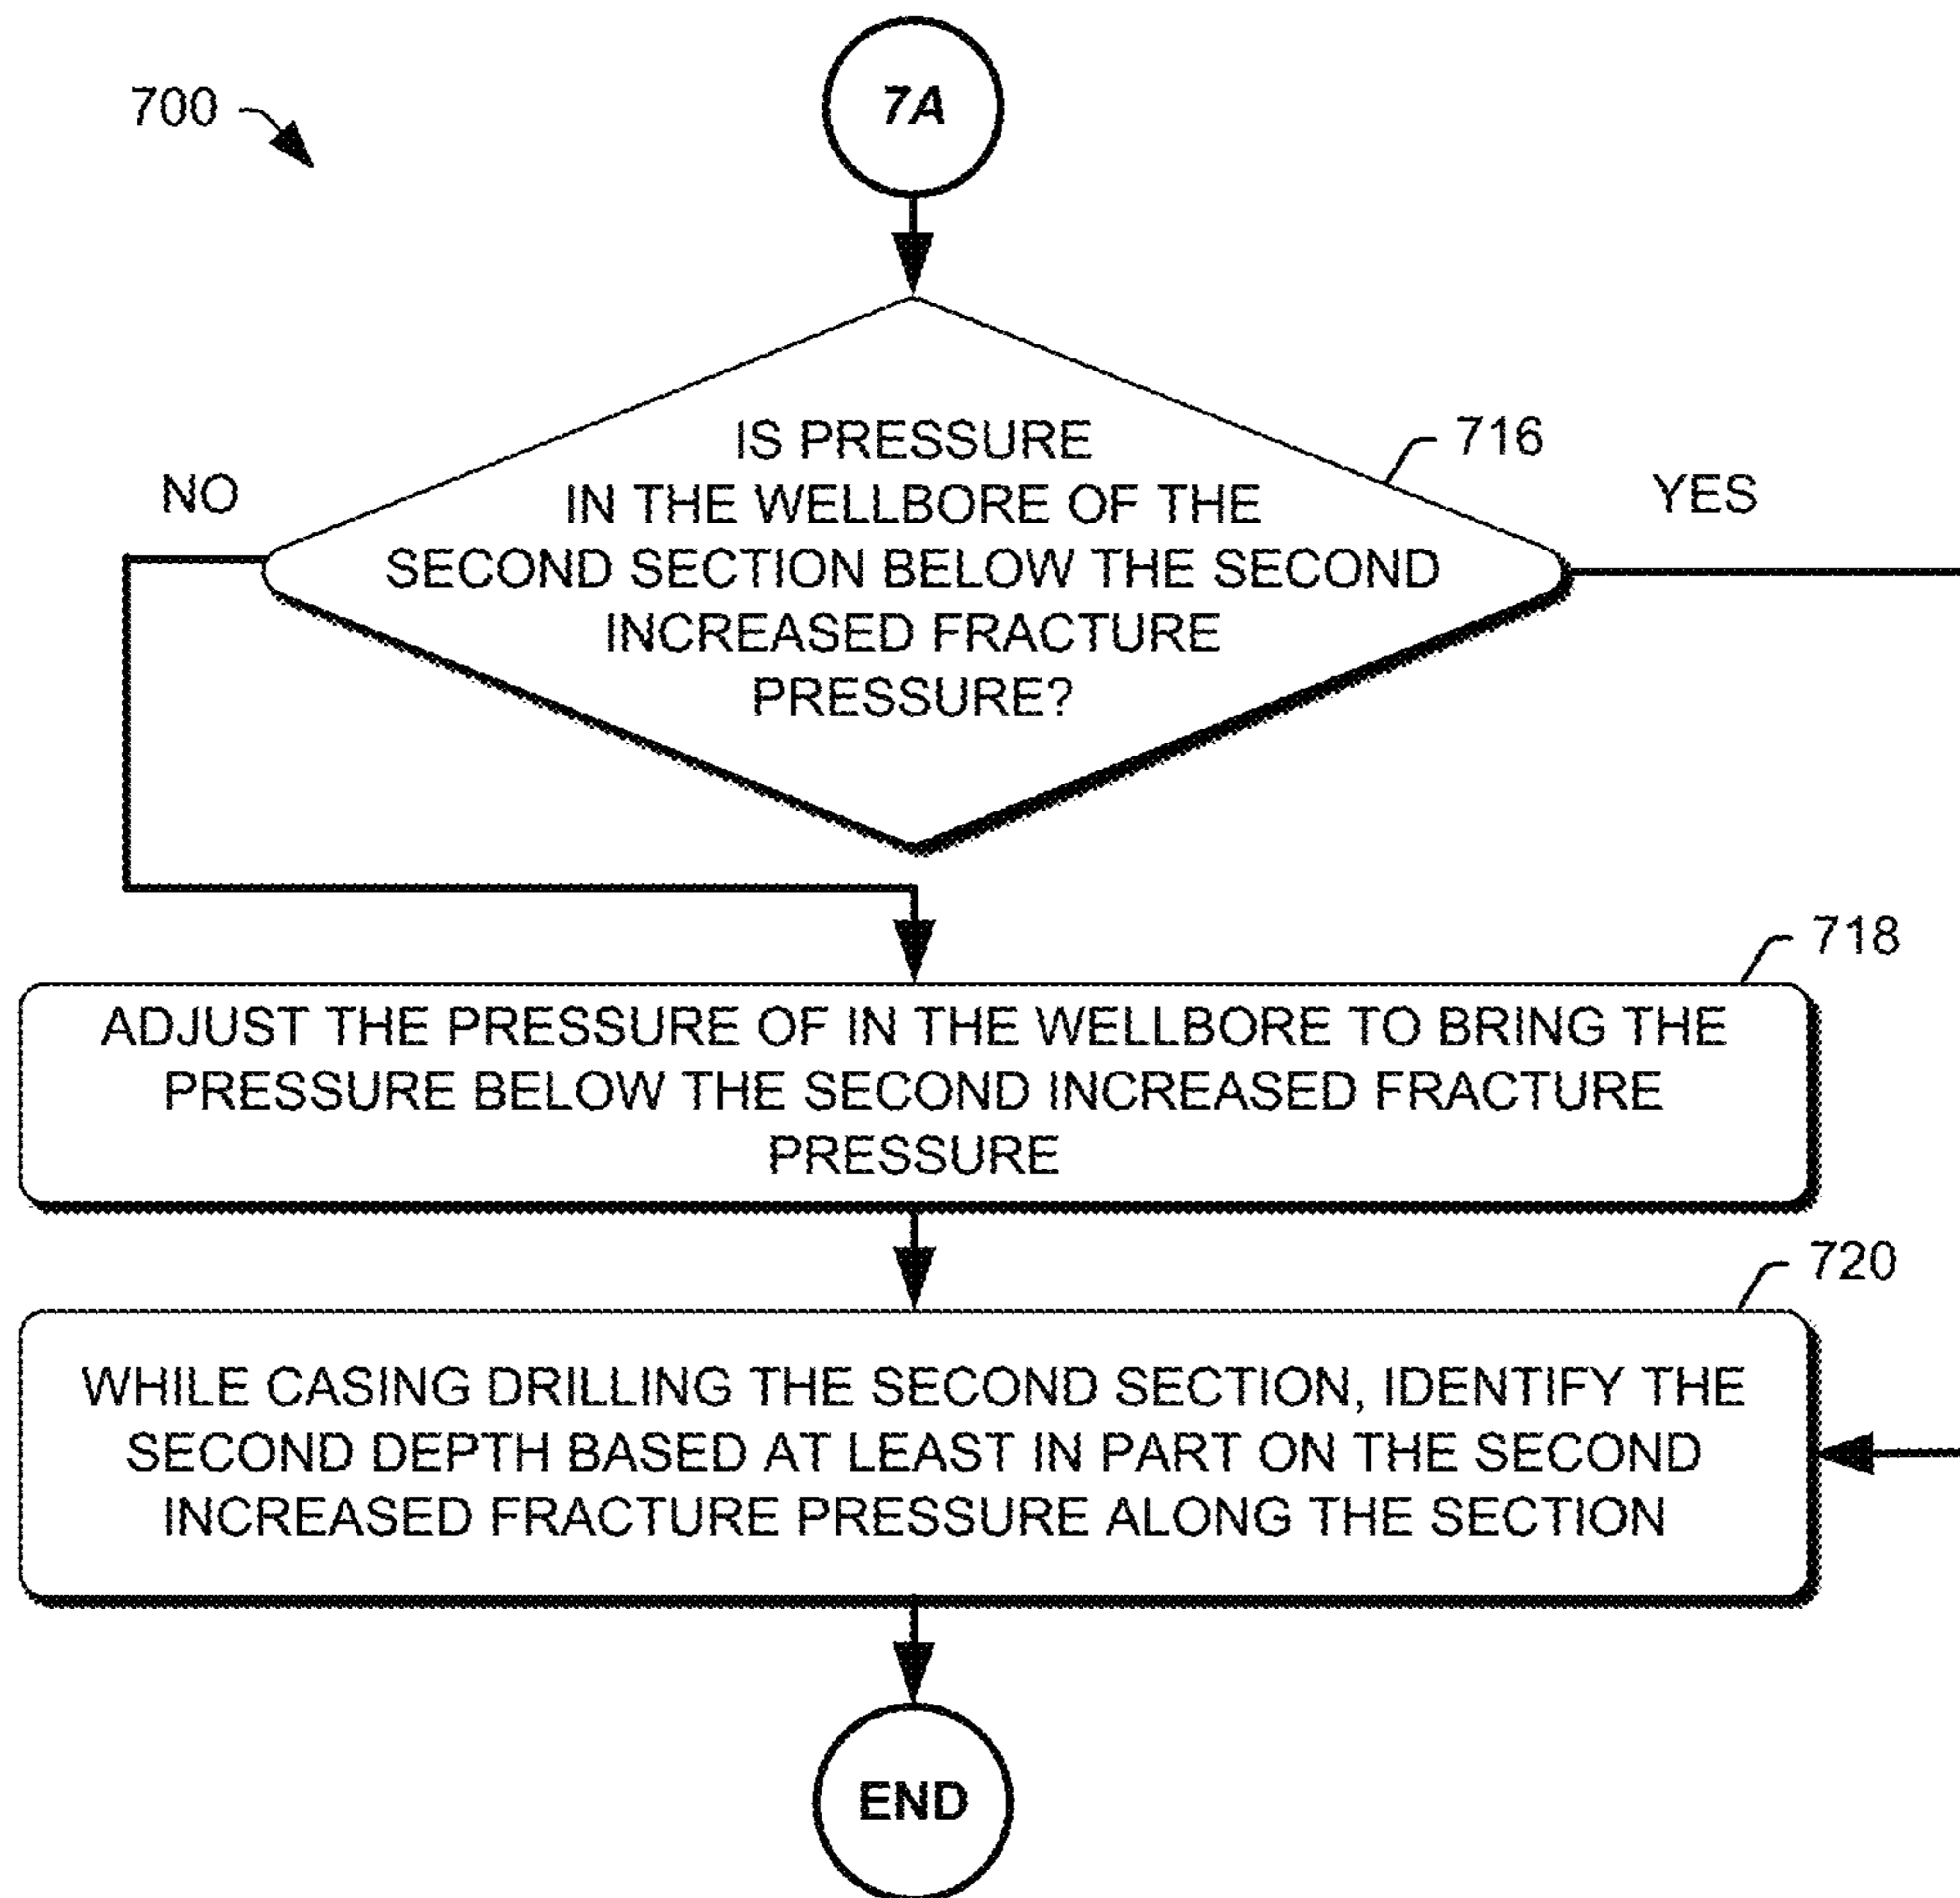 700
7A
IS PRESSURE
IN THE WELLBORE OF THE
SECOND SECTION BELOW THE SECOND
INCREASED FRACTURE
PRESSURE?
716
NO
YES
718
ADJUST THE PRESSURE OF IN THE WELLBORE TO BRING THE
PRESSURE BELOW THE SECOND INCREASED FRACTURE
PRESSURE
720
WHILE CASING DRILLING THE SECOND SECTION, IDENTIFY THE
SECOND DEPTH BASED AT LEAST IN PART ON THE SECOND
INCREASED FRACTURE PRESSURE ALONG THE SECTION
END